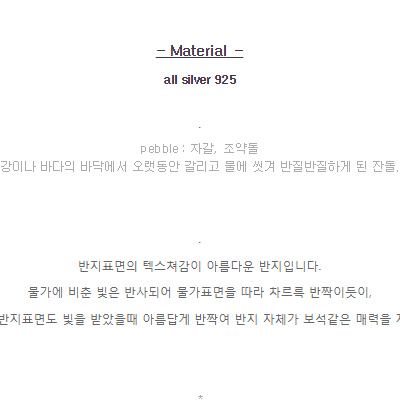 - Material -
all silver 925
.
pebble : 자갈, 조약돌
강이나 바다의 바닥에서 오랫동안 갈리고 물에 씻겨 반질반질하게 된 잔돌.
.
반지표면의 텍스쳐감이 아름다운 반지입니다.
물가에 비춘 빛은 반사되어 물가표면을 따라 차르륵 반짝이듯이,
반지표면도 빛을 받았을때 아름답게 반짝여 반지 자체가 보석같은 매력을
*